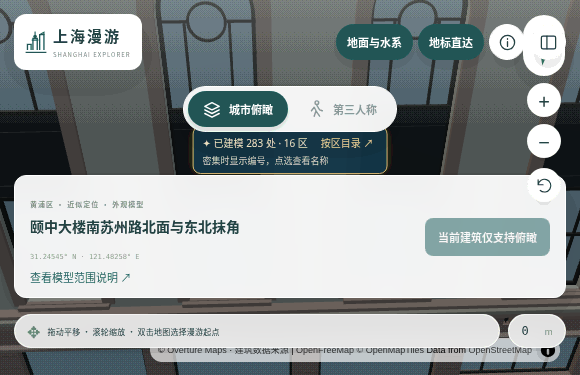 上海漫游
SHANGHAI EXPLORER
地面与水系
地标直达
城市俯瞰
第三人称
✦ 已建模 283 处 · 16 区 按区目录 ↗
密集时显示编号，点选查看名称
黄浦区 · 近似定位 · 外观模型
颐中大楼南苏州路北面与东北抹角
31.24545° N · 121.48258° E
当前建筑仅支持俯瞰
查看模型范围说明 ↗
拖动平移 · 滚轮缩放 · 双击地图选择漫游起点
0 m
© Overture Maps · 建筑数据来源 | OpenFreeMap © OpenMapTiles Data from OpenStreetMap